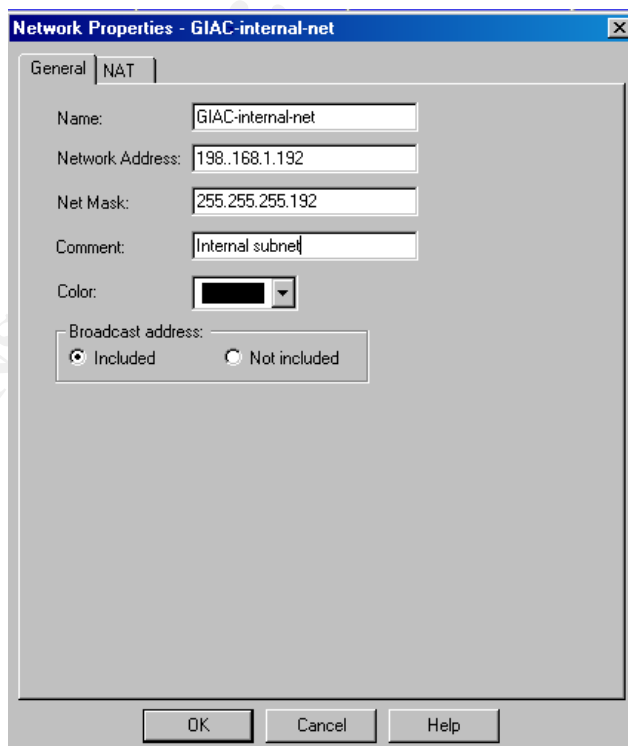 Network Properties - GIAC-internal-net
General NAT
Name: GIAC-internal-net
Network Address: 198..168.1.192
Net Mask: 255.255.255.192
Comment: Internal subnet
Color:
Broadcast address:
Included Not included
OK Cancel Help